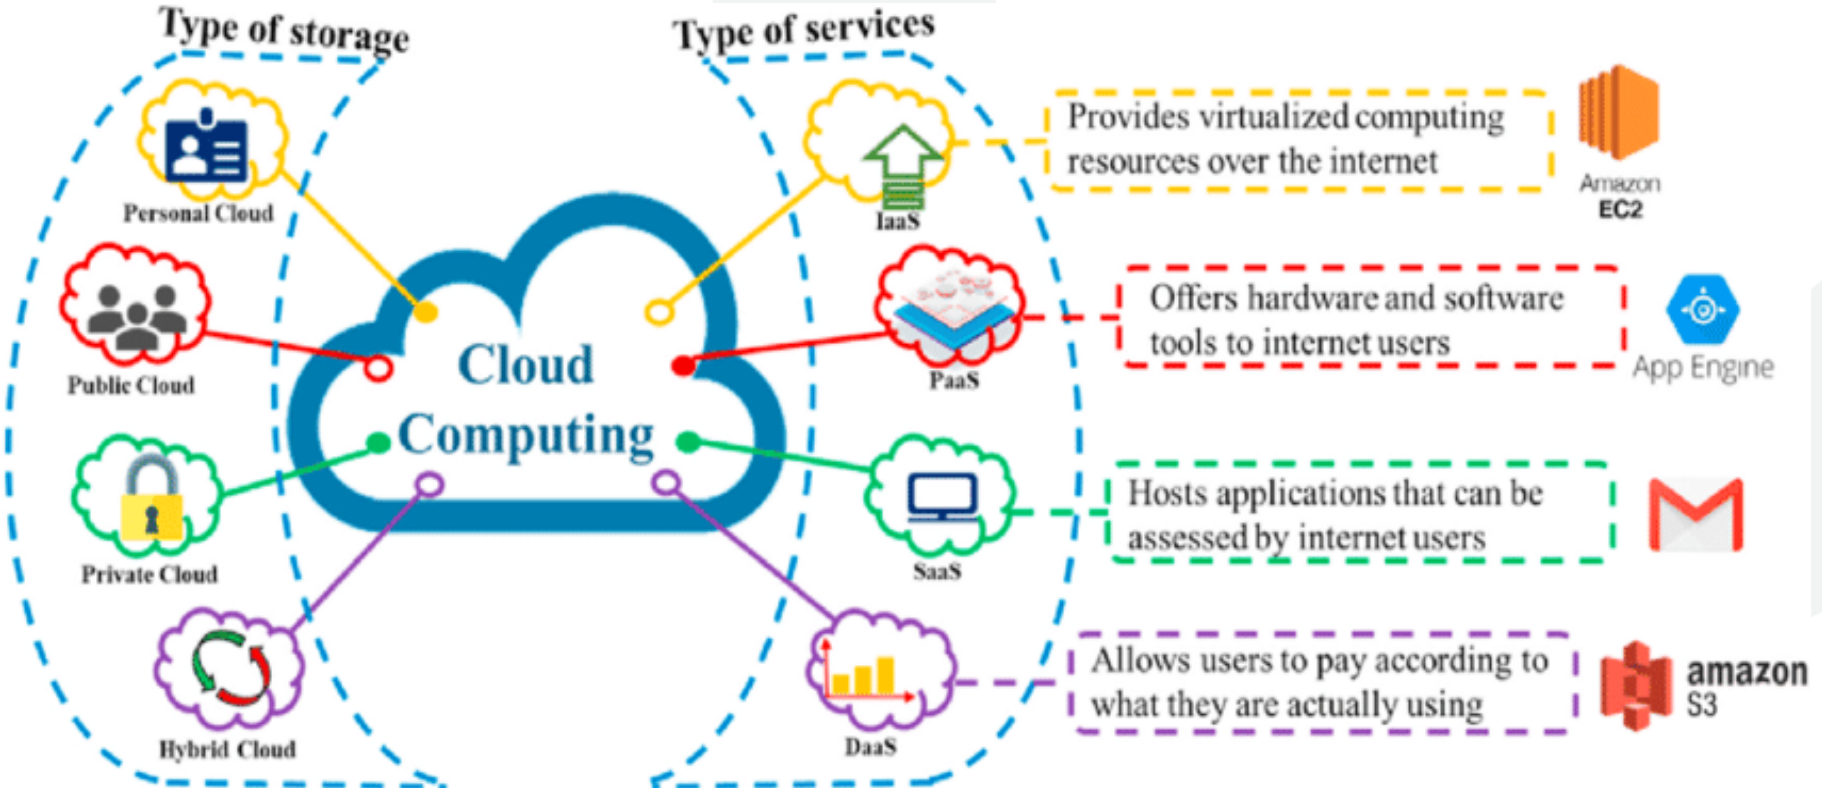 Type of storage
Personal Cloud
Public Cloud
Private Cloud
Hybrid Cloud
Cloud
Computing
Type of services
IaaS
Provides virtualized computing
resources over the internet
Amazon
EC2
PaaS
Offers hardware and software
tools to internet users
App Engine
SaaS
Hosts applications that can be
assessed by internet users
DaaS
Allows users to pay according to
what they are actually using
amazon
S3